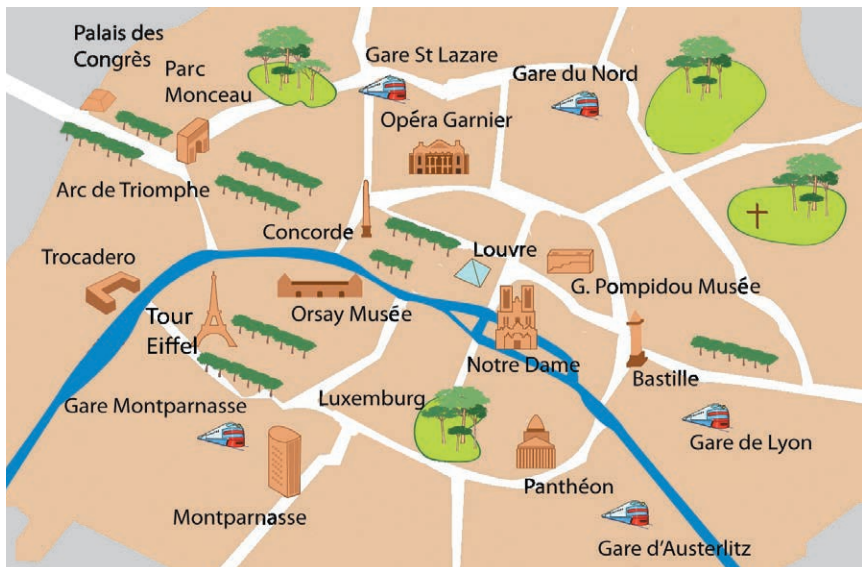 Palais des
Congrès
Parc
Monceau
Gare St Lazare
Gare du Nord
Opéra Garnier
Arc de Triomphe
Concorde
Louvre
Trocadero
G. Pompidou Musée
Orsay Musée
Tour
Eiffel
Notre Dame
Bastille
Luxemburg
Gare Montparnasse
Gare de Lyon
Panthéon
Montparnasse
Gare d'Austerlitz